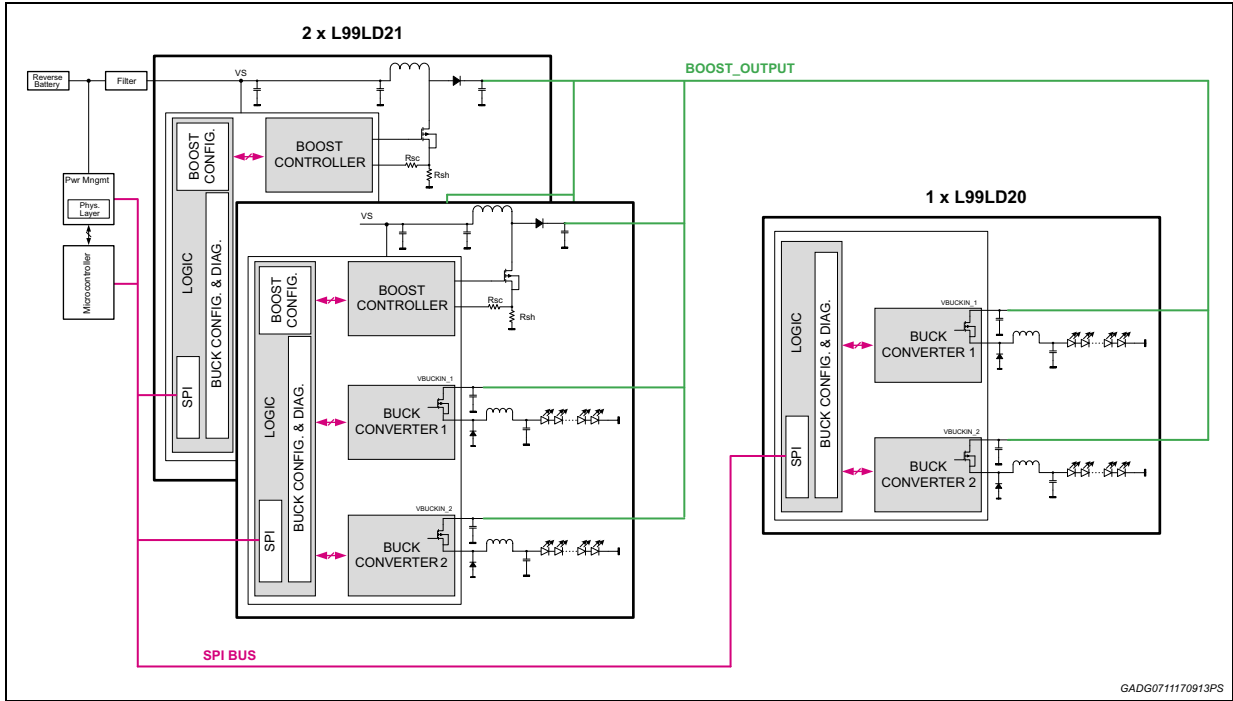 2 x L99LD21
Reverse
Battery
Filter
VS
BOOST_OUTPUT
BOOST
CONFIG.
BOOST
CONTROLLER
Rsc
Rsh
LOGIC
BUCK CONFIG. & DIAG.
SPI
Pwr Mngmt
Phys.
Layer
Microcontroller
VS
BOOST
CONFIG.
BOOST
CONTROLLER
Rsc
Rsh
LOGIC
BUCK CONFIG. & DIAG.
SPI
VBUCKIN_1
BUCK
CONVERTER 1
VBUCKIN_2
BUCK
CONVERTER 2
1 x L99LD20
LOGIC
BUCK CONFIG. & DIAG.
SPI
VBUCKIN_1
BUCK
CONVERTER 1
VBUCKIN_2
BUCK
CONVERTER 2
SPI BUS
GADG0711170913PS